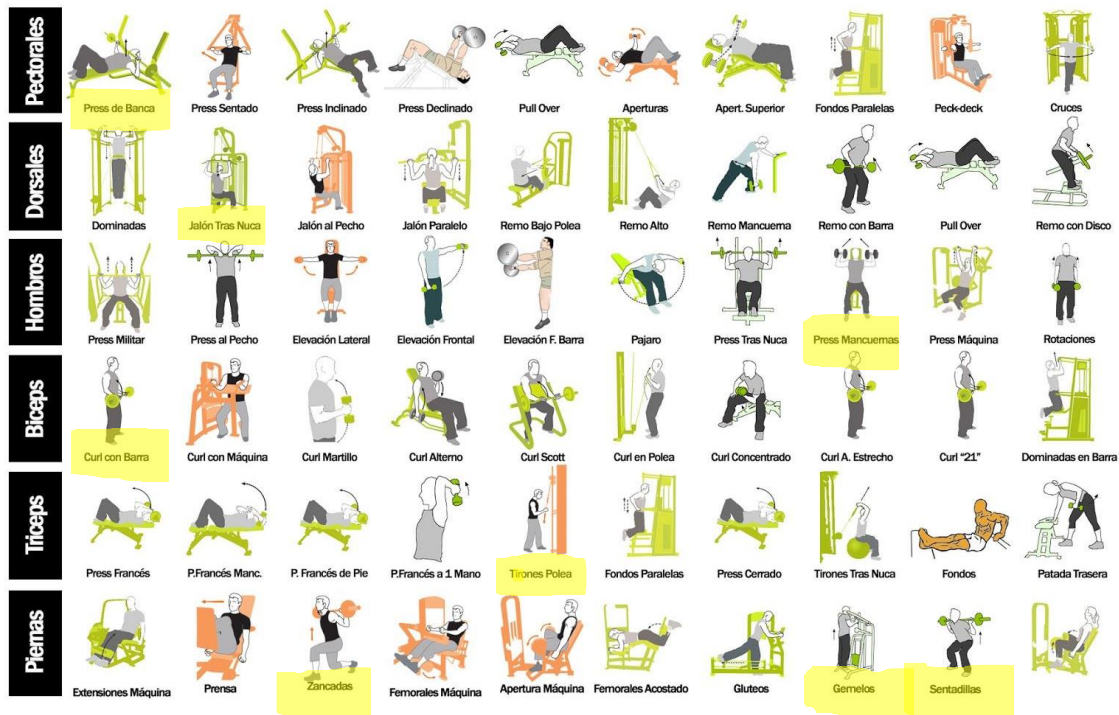 Pectorales
Press de Banca Press Sentado Press Inclinado Press Declinado Pull Over Aperturas Apert. Superior Fondos Paralelas Peck-deck Cruces
Dorsales
Dominadas Jalón Tras Nuca Jalón al Pecho Jalón Paralelo Remo Bajo Polea Remo Alto Remo Mancuerna Remo con Barra Pull Over Remo con Disco
Hombros
Press Militar Press al Pecho Elevación Lateral Elevación Frontal Elevación F. Barra Pajaro Press Tras Nuca Press Mancuernas Press Máquina Rotaciones
Biceps
Curl con Barra Curl con Máquina Curl Martillo Curl Alterno Curl Scott Curl en Polea Curl Concentrado Curl A. Estrecho Curl “21” Dominadas en Barra
Triceps
Press Francés P.Francés Manc. P. Francés de Pie P.Francés a 1 Mano Tirones Polea Fondos Paralelas Press Cerrado Tirones Tras Nuca Fondos Patada Trasera
Piernas
Extensiones Máquina Prensa Zancadas Femorales Máquina Apertura Máquina Femorales Acostado Gluteos Gemelos Sentadillas